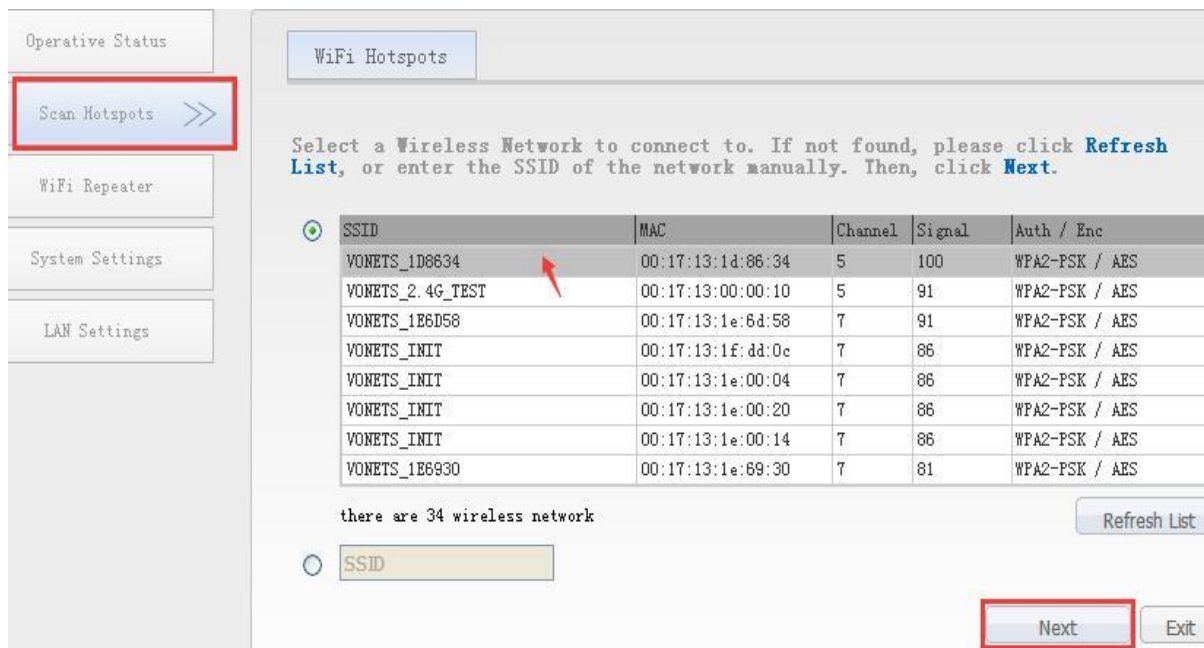 Operative Status
Scan Hotspots
WiFi Repeater
System Settings
LAN Settings
WiFi Hotspots
Select a Wireless Network to connect to. If not found, please click Refresh
List, or enter the SSID of the network manually. Then, click Next.
SSID MAC Channel Signal Auth / Enc
VONETS_1D8634 00:17:13:1d:86:34 5 100 WPA2-PSK / AES
VONETS_2.4G_TEST 00:17:13:00:00:10 5 91 WPA2-PSK / AES
VONETS_1E6D58 00:17:13:1e:6d:58 7 91 WPA2-PSK / AES
VONETS_INIT 00:17:13:1f:dd:0c 7 86 WPA2-PSK / AES
VONETS_INIT 00:17:13:1e:00:04 7 86 WPA2-PSK / AES
VONETS_INIT 00:17:13:1e:00:20 7 86 WPA2-PSK / AES
VONETS_INIT 00:17:13:1e:00:14 7 86 WPA2-PSK / AES
VONETS_1E6930 00:17:13:1e:69:30 7 81 WPA2-PSK / AES
there are 34 wireless network
Refresh List
SSID
Next Exit